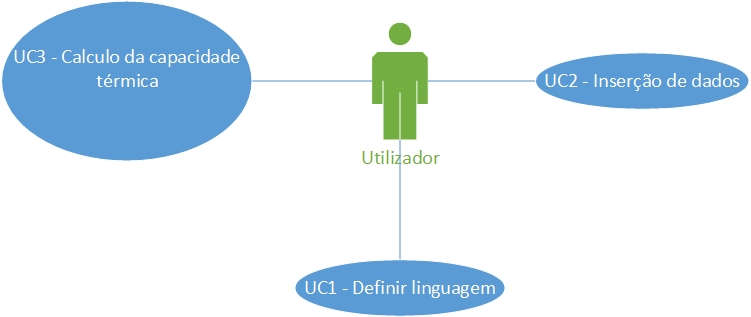 UC3 - Calculo da capacidade
térmica
UC2 - Inserção de dados
Utilizador
UC1 - Definir linguagem